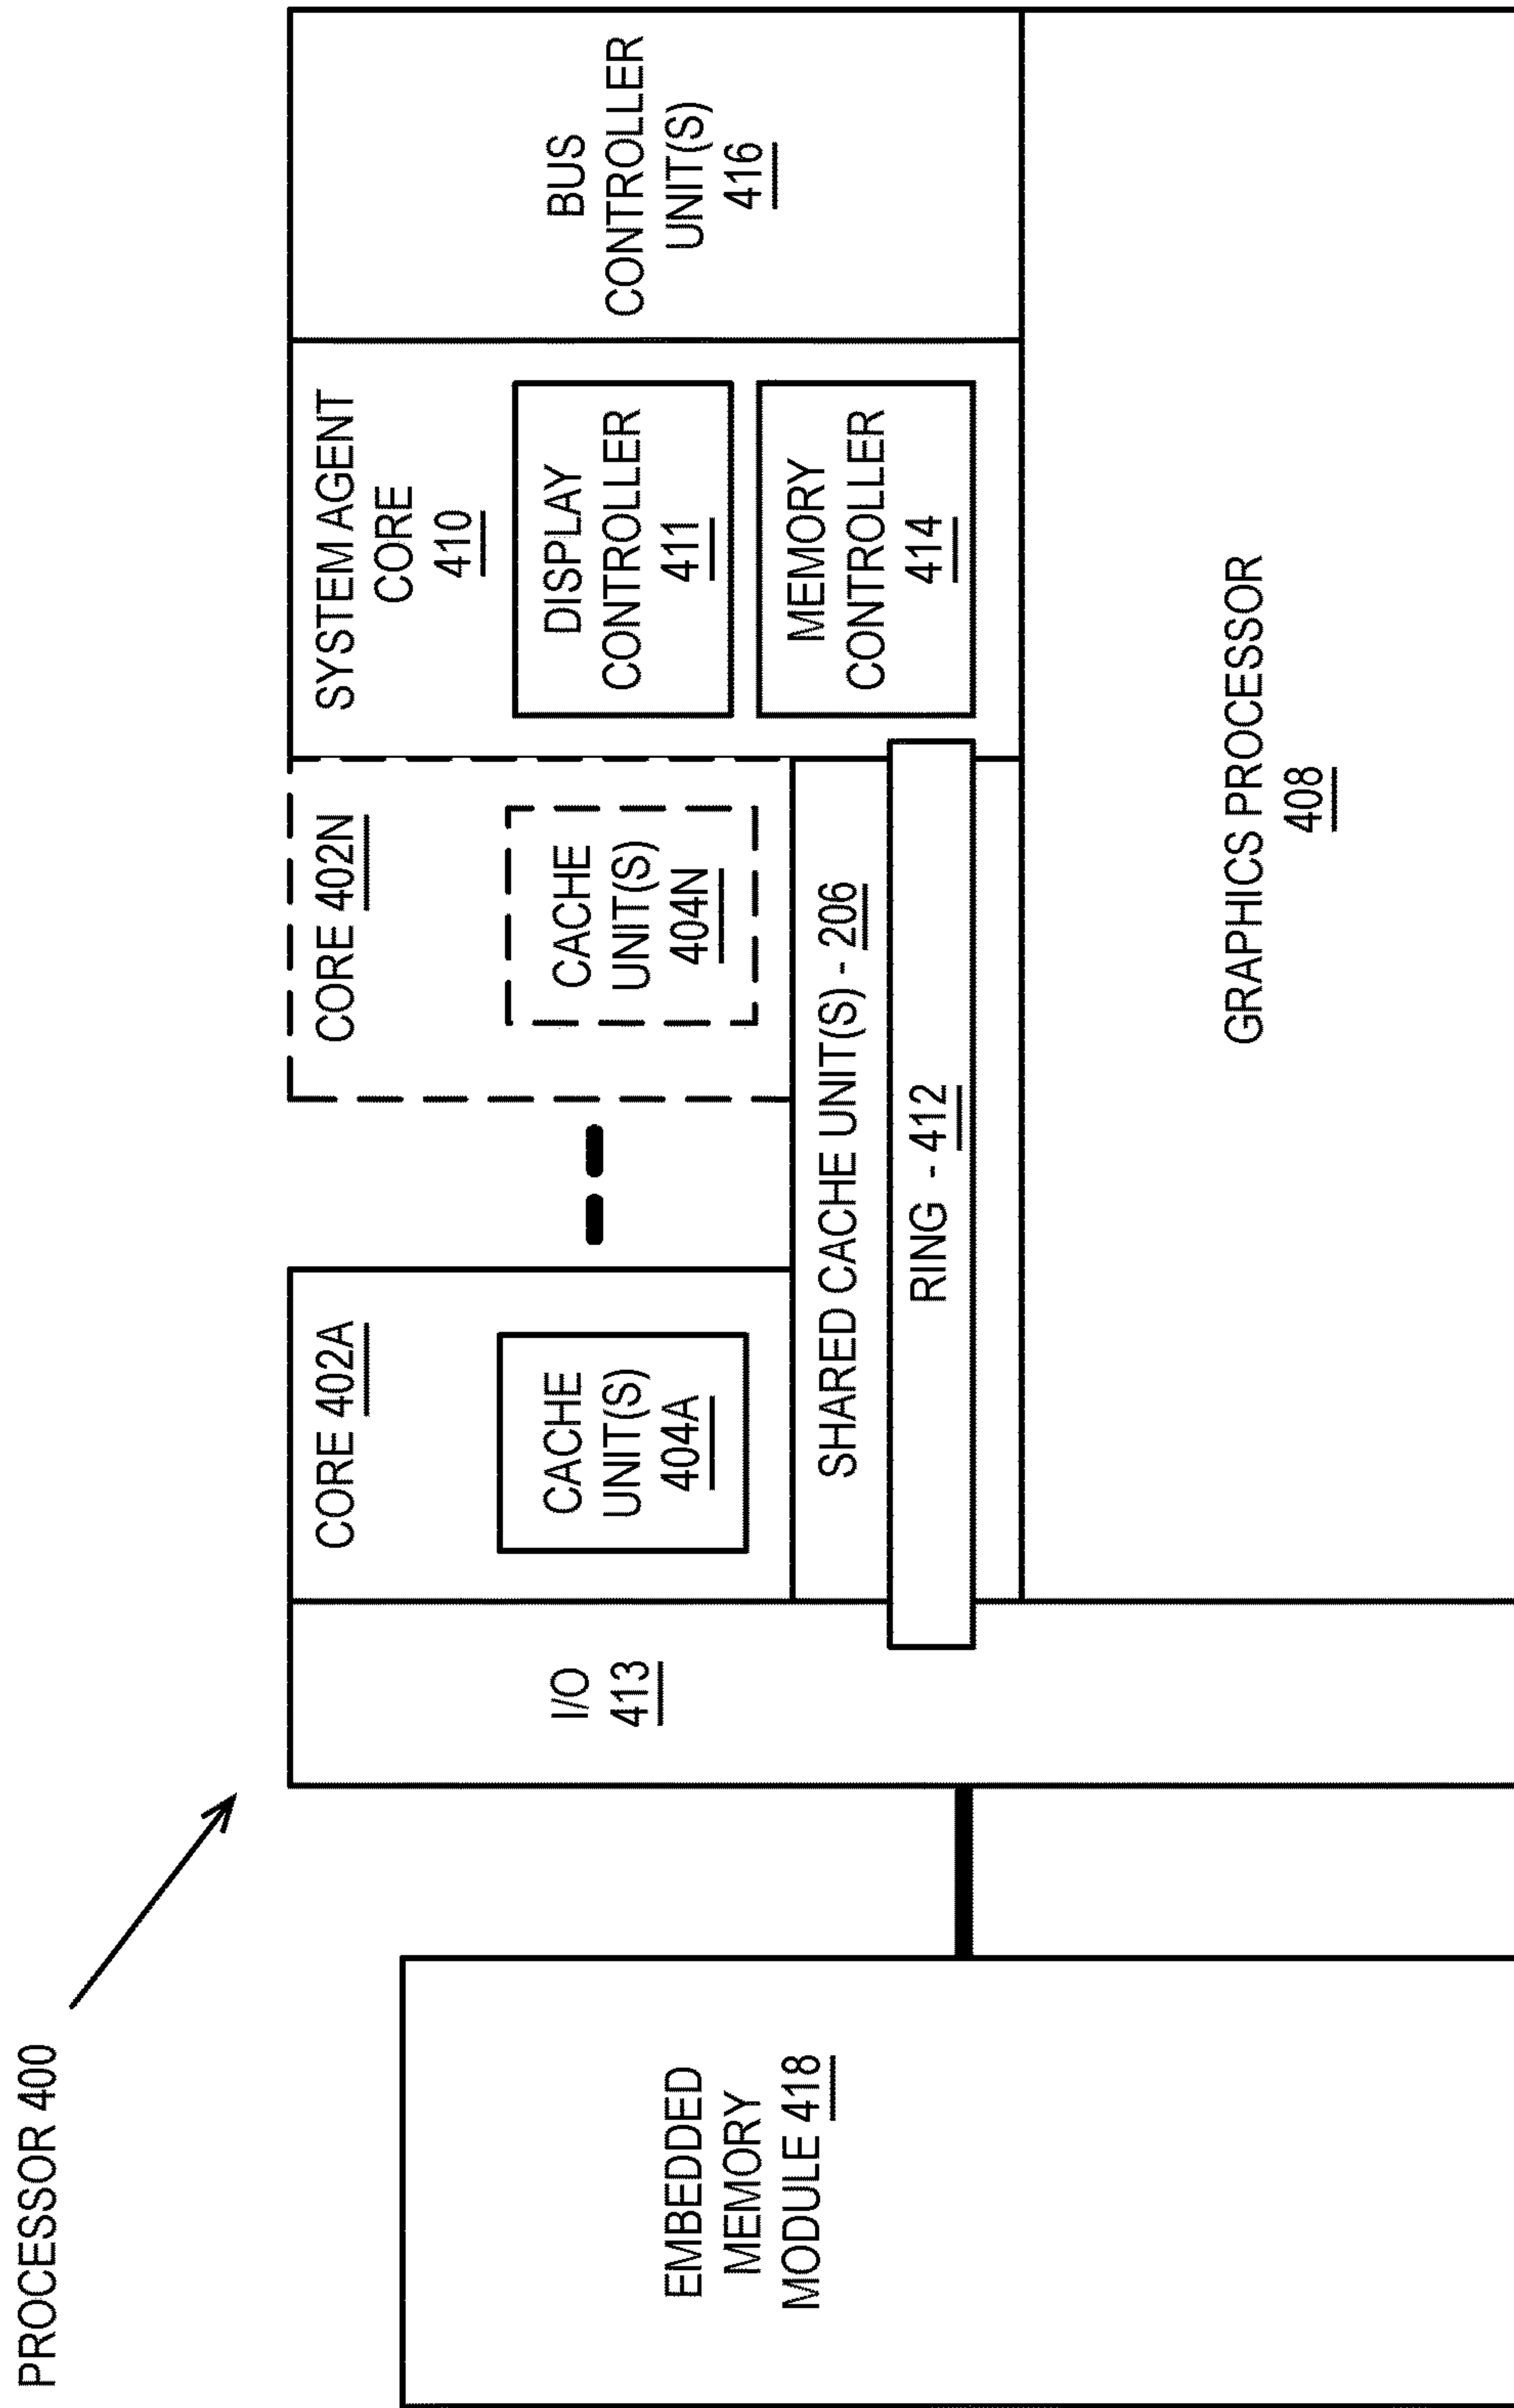 PROCESSOR 400
EMBEDDED
MEMORY
MODULE 418
I/O
413
CORE 402A
CACHE
UNIT(S)
404A
CORE 402N
CACHE
UNIT(S)
404N
SHARED CACHE UNIT(S) - 206
RING - 412
SYSTEM AGENT
CORE
410
DISPLAY
CONTROLLER
411
MEMORY
CONTROLLER
414
BUS
CONTROLLER
UNIT(S)
416
GRAPHICS PROCESSOR
408